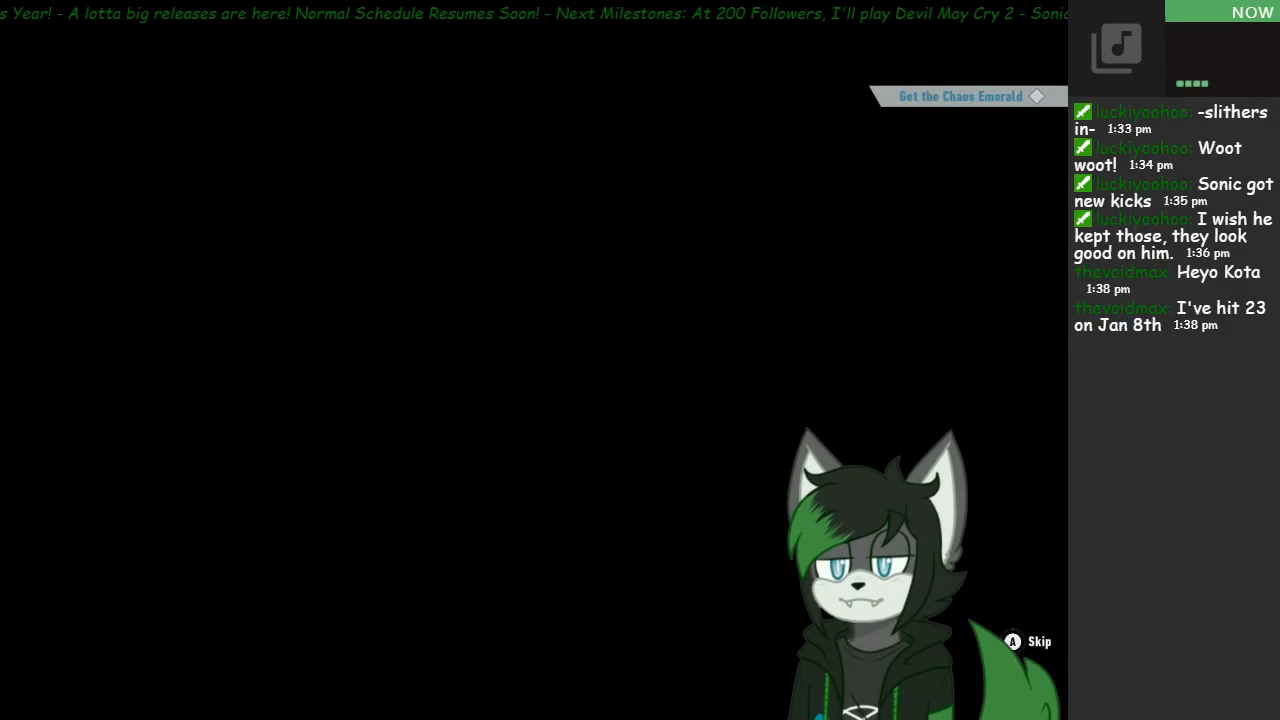 s Year! - A lotta big releases are here! Normal Schedule Resumes Soon! - Next Milestones: At 200 Followers, I'll play Devil May Cry 2 - Sonic
NOW
Get the Chaos Emerald
luckiyoohoo: -slithers
in- 1:33 pm
luckiyoohoo: Woot
woot! 1:34 pm
luckiyoohoo: Sonic got
new kicks 1:35 pm
luckiyoohoo: I wish he
kept those, they look
good on him. 1:36 pm
thevoidmax: Heyo Kota
1:38 pm
thevoidmax: I've hit 23
on Jan 8th 1:38 pm
A Skip